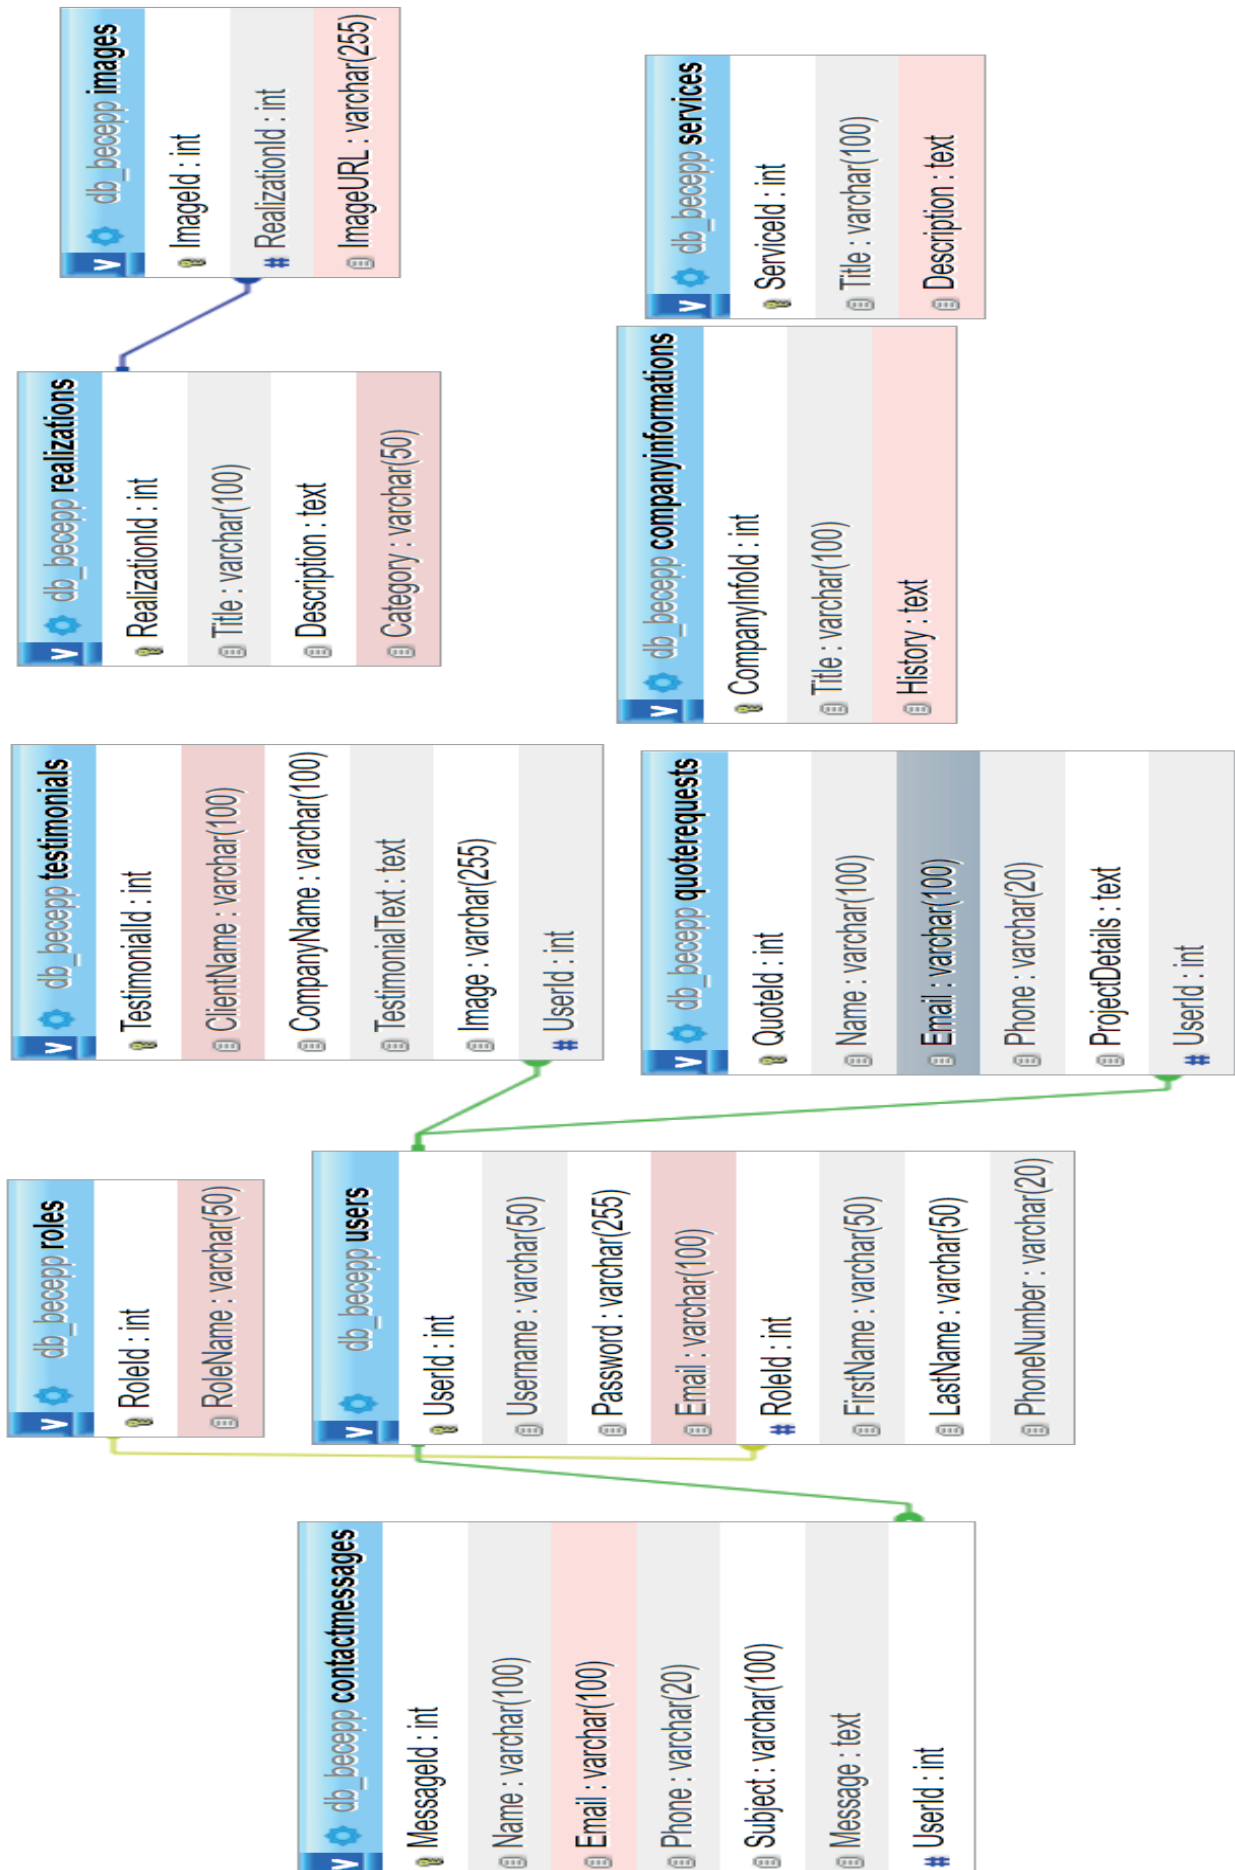 v db_becepp contactmessages
MessageId : int
Name : varchar(100)
Email : varchar(100)
Phone : varchar(20)
Subject : varchar(100)
Message : text
# UserId : int
v db_becepp roles
RoleId : int
RoleName : varchar(50)
v db_becepp users
UserId : int
Username : varchar(50)
Password : varchar(255)
Email : varchar(100)
# RoleId : int
FirstName : varchar(50)
LastName : varchar(50)
PhoneNumber : varchar(20)
v db_becepp testimonials
TestimonialId : int
ClientName : varchar(100)
CompanyName : varchar(100)
TestimonialText : text
Image : varchar(255)
# UserId : int
v db_becepp quoterequests
QuoteId : int
Name : varchar(100)
Email : varchar(100)
Phone : varchar(20)
ProjectDetails : text
# UserId : int
v db_becepp realizations
RealizationId : int
Title : varchar(100)
Description : text
Category : varchar(50)
v db_becepp companyinformations
CompanyInfoId : int
Title : varchar(100)
History : text
v db_becepp images
ImageId : int
# RealizationId : int
ImageURL : varchar(255)
v db_becepp services
ServiceId : int
Title : varchar(100)
Description : text